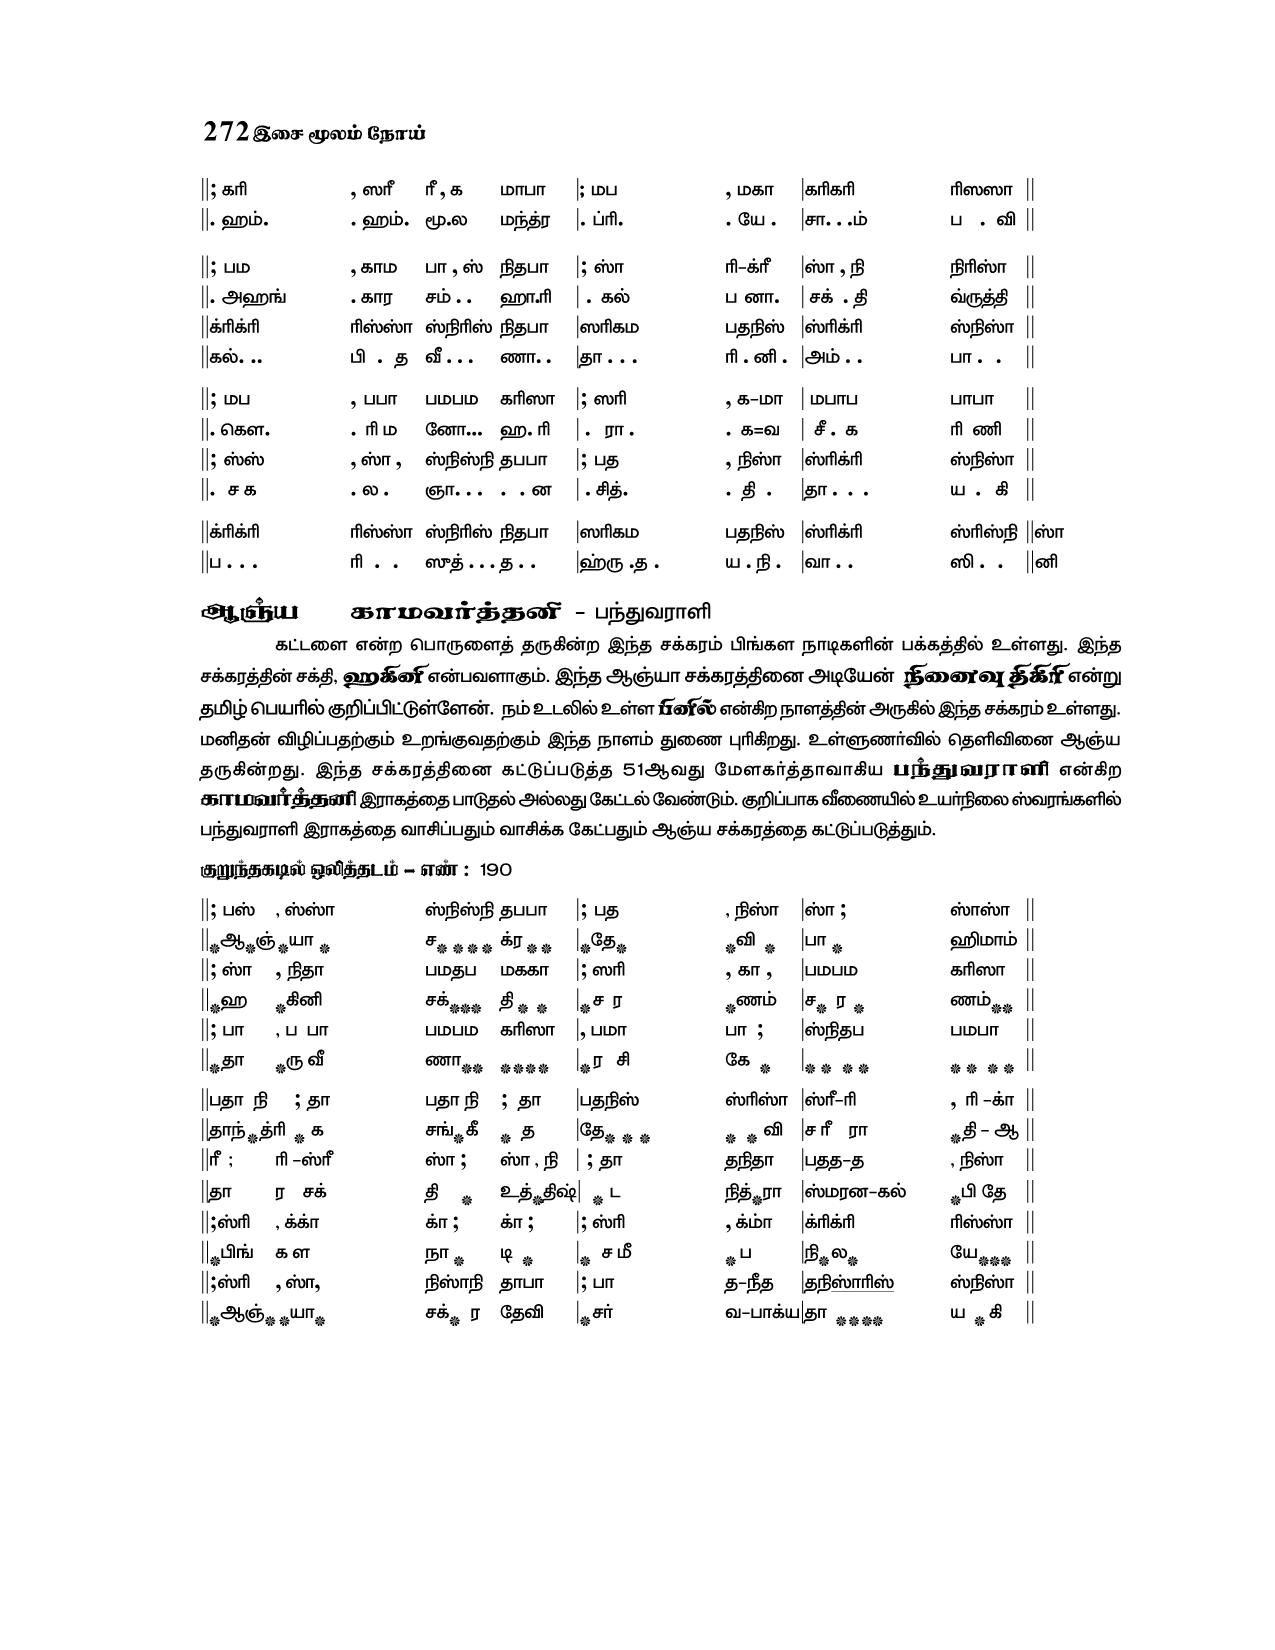 272 இசை மூலம் நோய்
||; கரி , ஸரீ ரீ , க மாபா |; மப , மகா |கரிகரி ரிஸஸா ||
||. ஹம். . ஹம். மூ.ல மந்த்ர |. ப்ரி. . யே . |சா. . .ம் ப . வி ||
||; பம ,காம பா , ஸ் நிதபா |; ஸ்ா ரி-க்ரீ |ஸ்ா , நி நிரிஸ்ா ||
||. அஹங் . கார சம் . . ஹா.ரி | . கல் ப னா. | சக் . தி வ்ருத்தி ||
||க்ரிக்ரி ரிஸ்ஸ்ா ஸ்நிரிஸ் நிதபா |ஸரிகம பதநிஸ் |ஸ்ரிக்ரி ஸ்நிஸ்ா ||
||கல். .. பி . த வீ . . . ணா. . |தா . . . ரி . னி . |அம் . . பா . . ||
||; மப , பபா பமபம கரிஸா |; ஸரி , க-மா | மபாப பாபா ||
||. கௌ. . ரி ம னோ... ஹ. ரி | . ரா . . க=வ | சீ . க ரி ணி ||
||; ஸ்ஸ் , ஸ்ா , ஸ்நிஸ்நி தபபா |; பத , நிஸ்ா |ஸ்ரிக்ரி ஸ்நிஸ்ா ||
||. ச க . ல . ஞா. . . . . ன | . சித். . தி . |தா . . . ய . கி ||
||க்ரிக்ரி ரிஸ்ஸ்ா ஸ்நிரிஸ் நிதபா |ஸரிகம பதநிஸ் |ஸ்ரிக்ரி ஸ்ரிஸ்நி ||ஸ்ா
||ப . . . ரி . . ஸுத் . . . த . . |ஹ்ரு .த . ய . நி . |வா . . ஸி . . ||னி
ஆஞ்ய காமவர்த்தனி - பந்துவராளி
கட்டளை என்ற பொருளைத் தருகின்ற இந்த சக்கரம் பிங்கள நாடிகளின் பக்கத்தில் உள்ளது. இந்த
சக்கரத்தின் சக்தி, ஹகினி என்பவளாகும். இந்த ஆஞ்யா சக்கரத்தினை அடியேன் நினைவு திகிரி என்று
தமிழ் பெயரில் குறிப்பிட்டுள்ளேன். நம் உடலில் உள்ள பினில் என்கிற நாளத்தின் அருகில் இந்த சக்கரம் உள்ளது.
மனிதன் விழிப்பதற்கும் உறங்குவதற்கும் இந்த நாளம் துணை புரிகிறது. உள்ளுணர்வில் தெளிவினை ஆஞ்ய
தருகின்றது. இந்த சக்கரத்தினை கட்டுப்படுத்த 51ஆவது மேளகர்த்தாவாகிய பந்துவராளி என்கிற
காமவர்த்தனி இராகத்தை பாடுதல் அல்லது கேட்டல் வேண்டும். குறிப்பாக வீணையில் உயர்நிலை ஸ்வரங்களில்
பந்துவராளி இராகத்தை வாசிப்பதும் வாசிக்க கேட்பதும் ஆஞ்ய சக்கரத்தை கட்டுப்படுத்தும்.
குறுந்தகடில் ஒலித்தடம் – எண் : 190
||; பஸ் , ஸ்ஸ்ா ஸ்நிஸ்நி தபபா |; பத , நிஸ்ா |ஸ்ா ; ஸ்ாஸ்ா ||
||๏ஆ๏ஞ்๏யா ๏ ச๏ ๏ ๏ ๏ க்ர ๏ ๏ |๏தே๏ ๏வி ๏ |பா ๏ ஹிமாம் ||
||; ஸ்ா , நிதா பமதப மககா |; ஸரி , கா , |பமபம கரிஸா ||
||๏ஹ ๏கினி சக்๏๏๏ தி ๏ ๏ |๏ச ர ๏ணம் |ச๏ ர ๏ ணம்๏๏ ||
||; பா , ப பா பமபம கரிஸா |, பமா பா ; |ஸ்நிதப பமபா ||
||๏தா ๏ரு வீ ணா๏๏ ๏๏๏๏ |๏ர சி கே ๏ |๏ ๏ ๏ ๏ ๏ ๏ ๏ ๏ ||
||பதா நி ; தா பதா நி ; தா |பதநிஸ் ஸ்ரிஸ்ா |ஸ்ரீ-ரி , ரி -க்ா ||
||தாந்๏த்ரி ๏ க சங்๏கீ ๏ த |தே๏ ๏ ๏ ๏ ๏ வி |ச ரீ ரா ๏தி - ஆ ||
||ரீ ; ரி -ஸ்ரீ ஸ்ா ; ஸ்ா , நி | ; தா தநிதா |பதத-த , நிஸ்ா ||
||தா ர சக் தி ๏ உத்๏திஷ்| ๏ ட நித்๏ரா |ஸ்மரன-கல் ๏பி தே ||
||;ஸ்ரி , க்க்ா க்ா ; க்ா ; |; ஸ்ரி , க்ம்ா |க்ரிக்ரி ரிஸ்ஸ்ா ||
||๏பிங் க ள நா ๏ டி ๏ |๏ ச மீ ๏ ப |நி๏ல๏ யே๏๏๏ ||
||;ஸ்ரி , ஸ்ா, நிஸ்ாநி தாபா |; பா த-நீத |தநிஸ்ாரிஸ் ஸ்நிஸ்ா ||
||๏ஆஞ்๏ ๏யா๏ சக்๏ ர தேவி |๏சர் வ-பாக்ய|தா ๏๏๏๏ ய ๏ கி ||